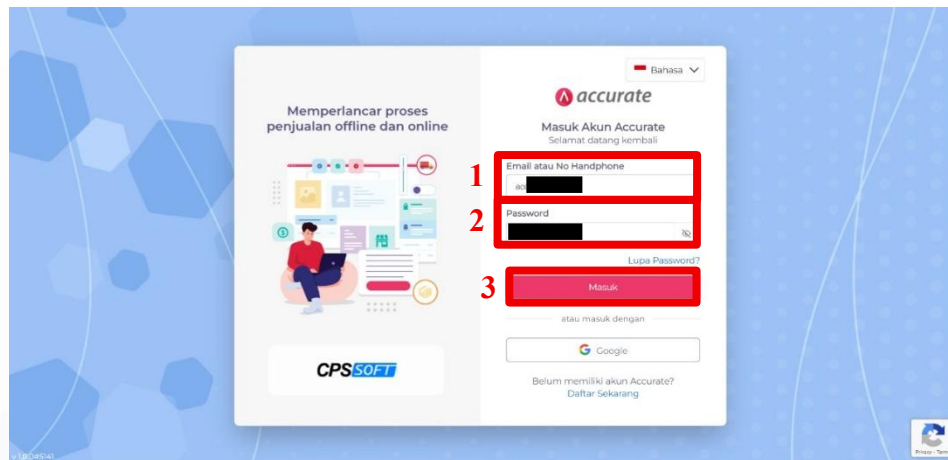 Bahasa
accurate
Memperlancar proses
penjualan offline dan online
Masuk Akun Accurate
Selamat datang kembali
1
Email atau No Handphone
2
Password
Lupa Password?
3
Masuk
atau masuk dengan
Google
CPSSOFT
Belum memiliki akun Accurate?
Daftar Sekarang